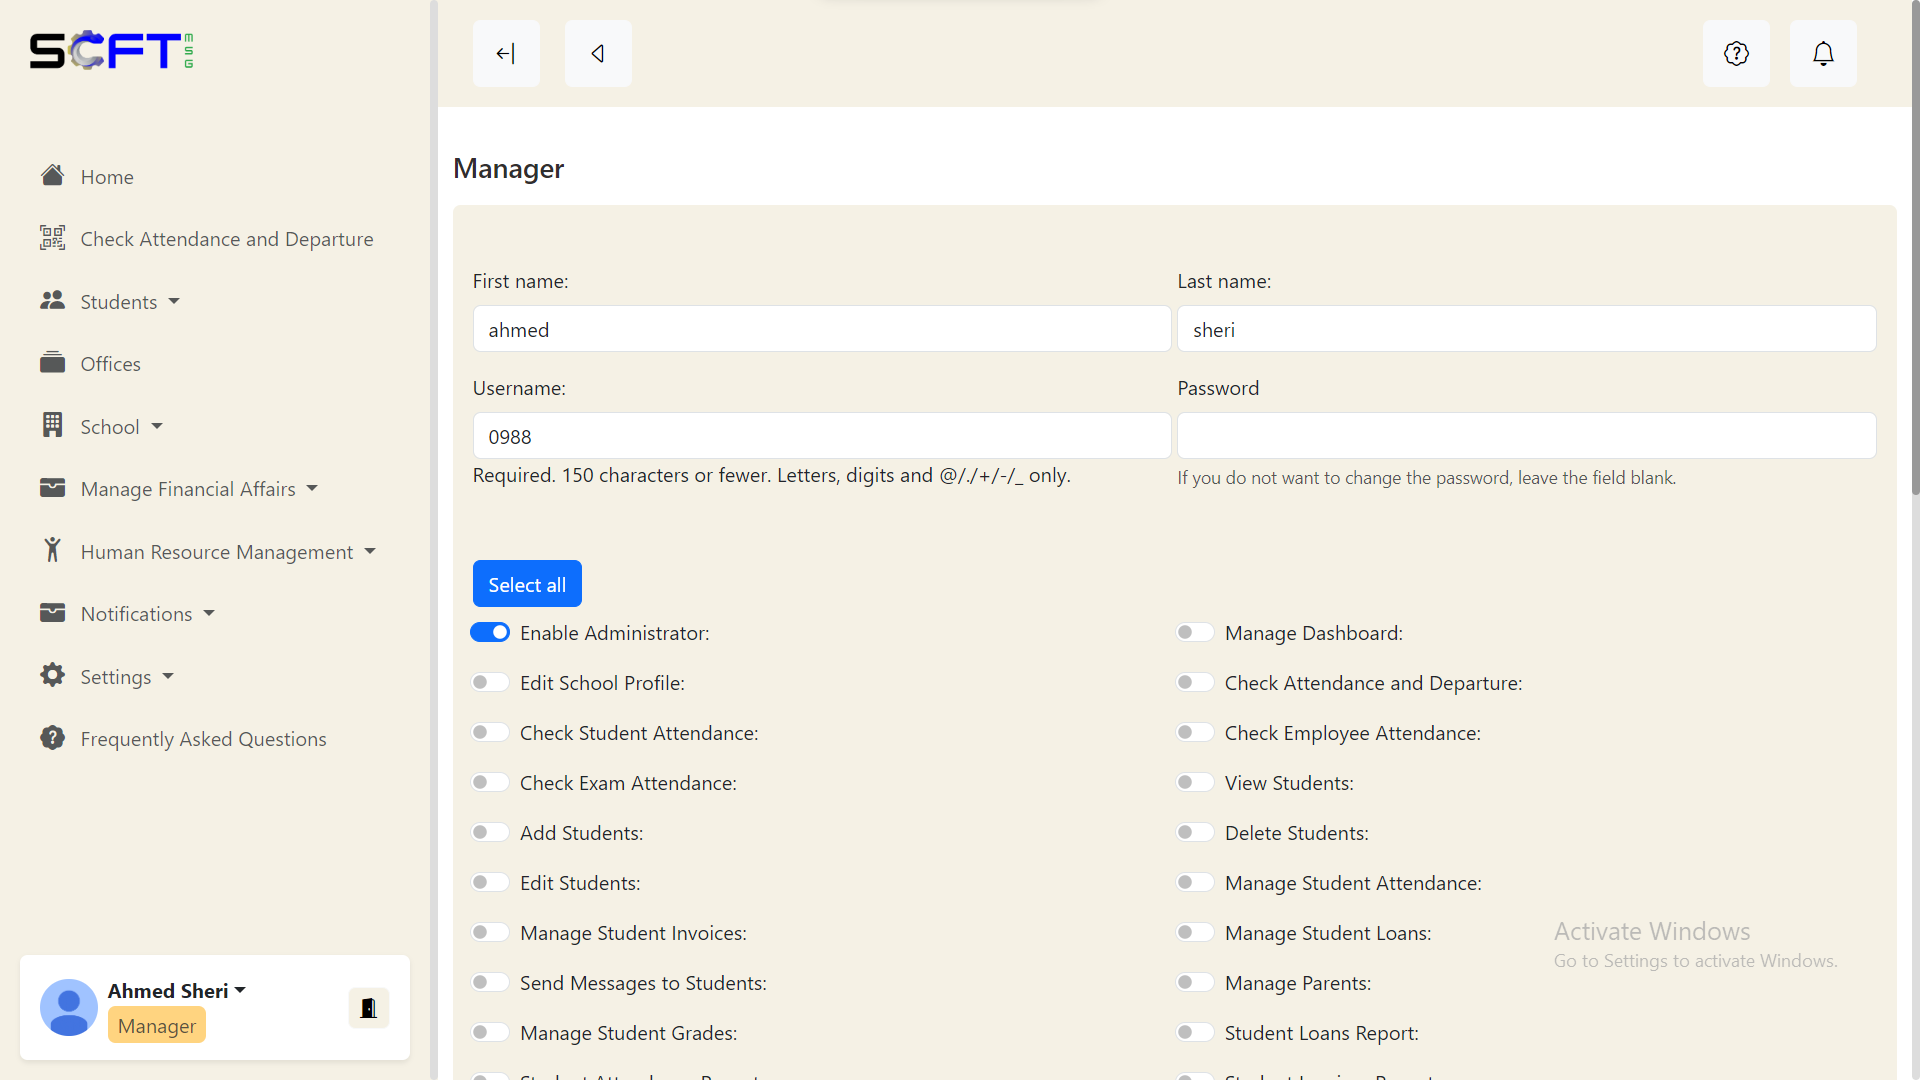 SCFT MSG
Home
Check Attendance and Departure
Students
Offices
School
Manage Financial Affairs
Human Resource Management
Notifications
Settings
Frequently Asked Questions
Ahmed Sheri
Manager
Manager
First name:
Last name:
ahmed
sheri
Username:
Password
0988
Required. 150 characters or fewer. Letters, digits and @/./+/-/_ only.
If you do not want to change the password, leave the field blank.
Select all
Enable Administrator:
Manage Dashboard:
Edit School Profile:
Check Attendance and Departure:
Check Student Attendance:
Check Employee Attendance:
Check Exam Attendance:
View Students:
Add Students:
Delete Students:
Edit Students:
Manage Student Attendance:
Manage Student Invoices:
Manage Student Loans:
Send Messages to Students:
Manage Parents:
Manage Student Grades:
Student Loans Report:
Activate Windows
Go to Settings to activate Windows.